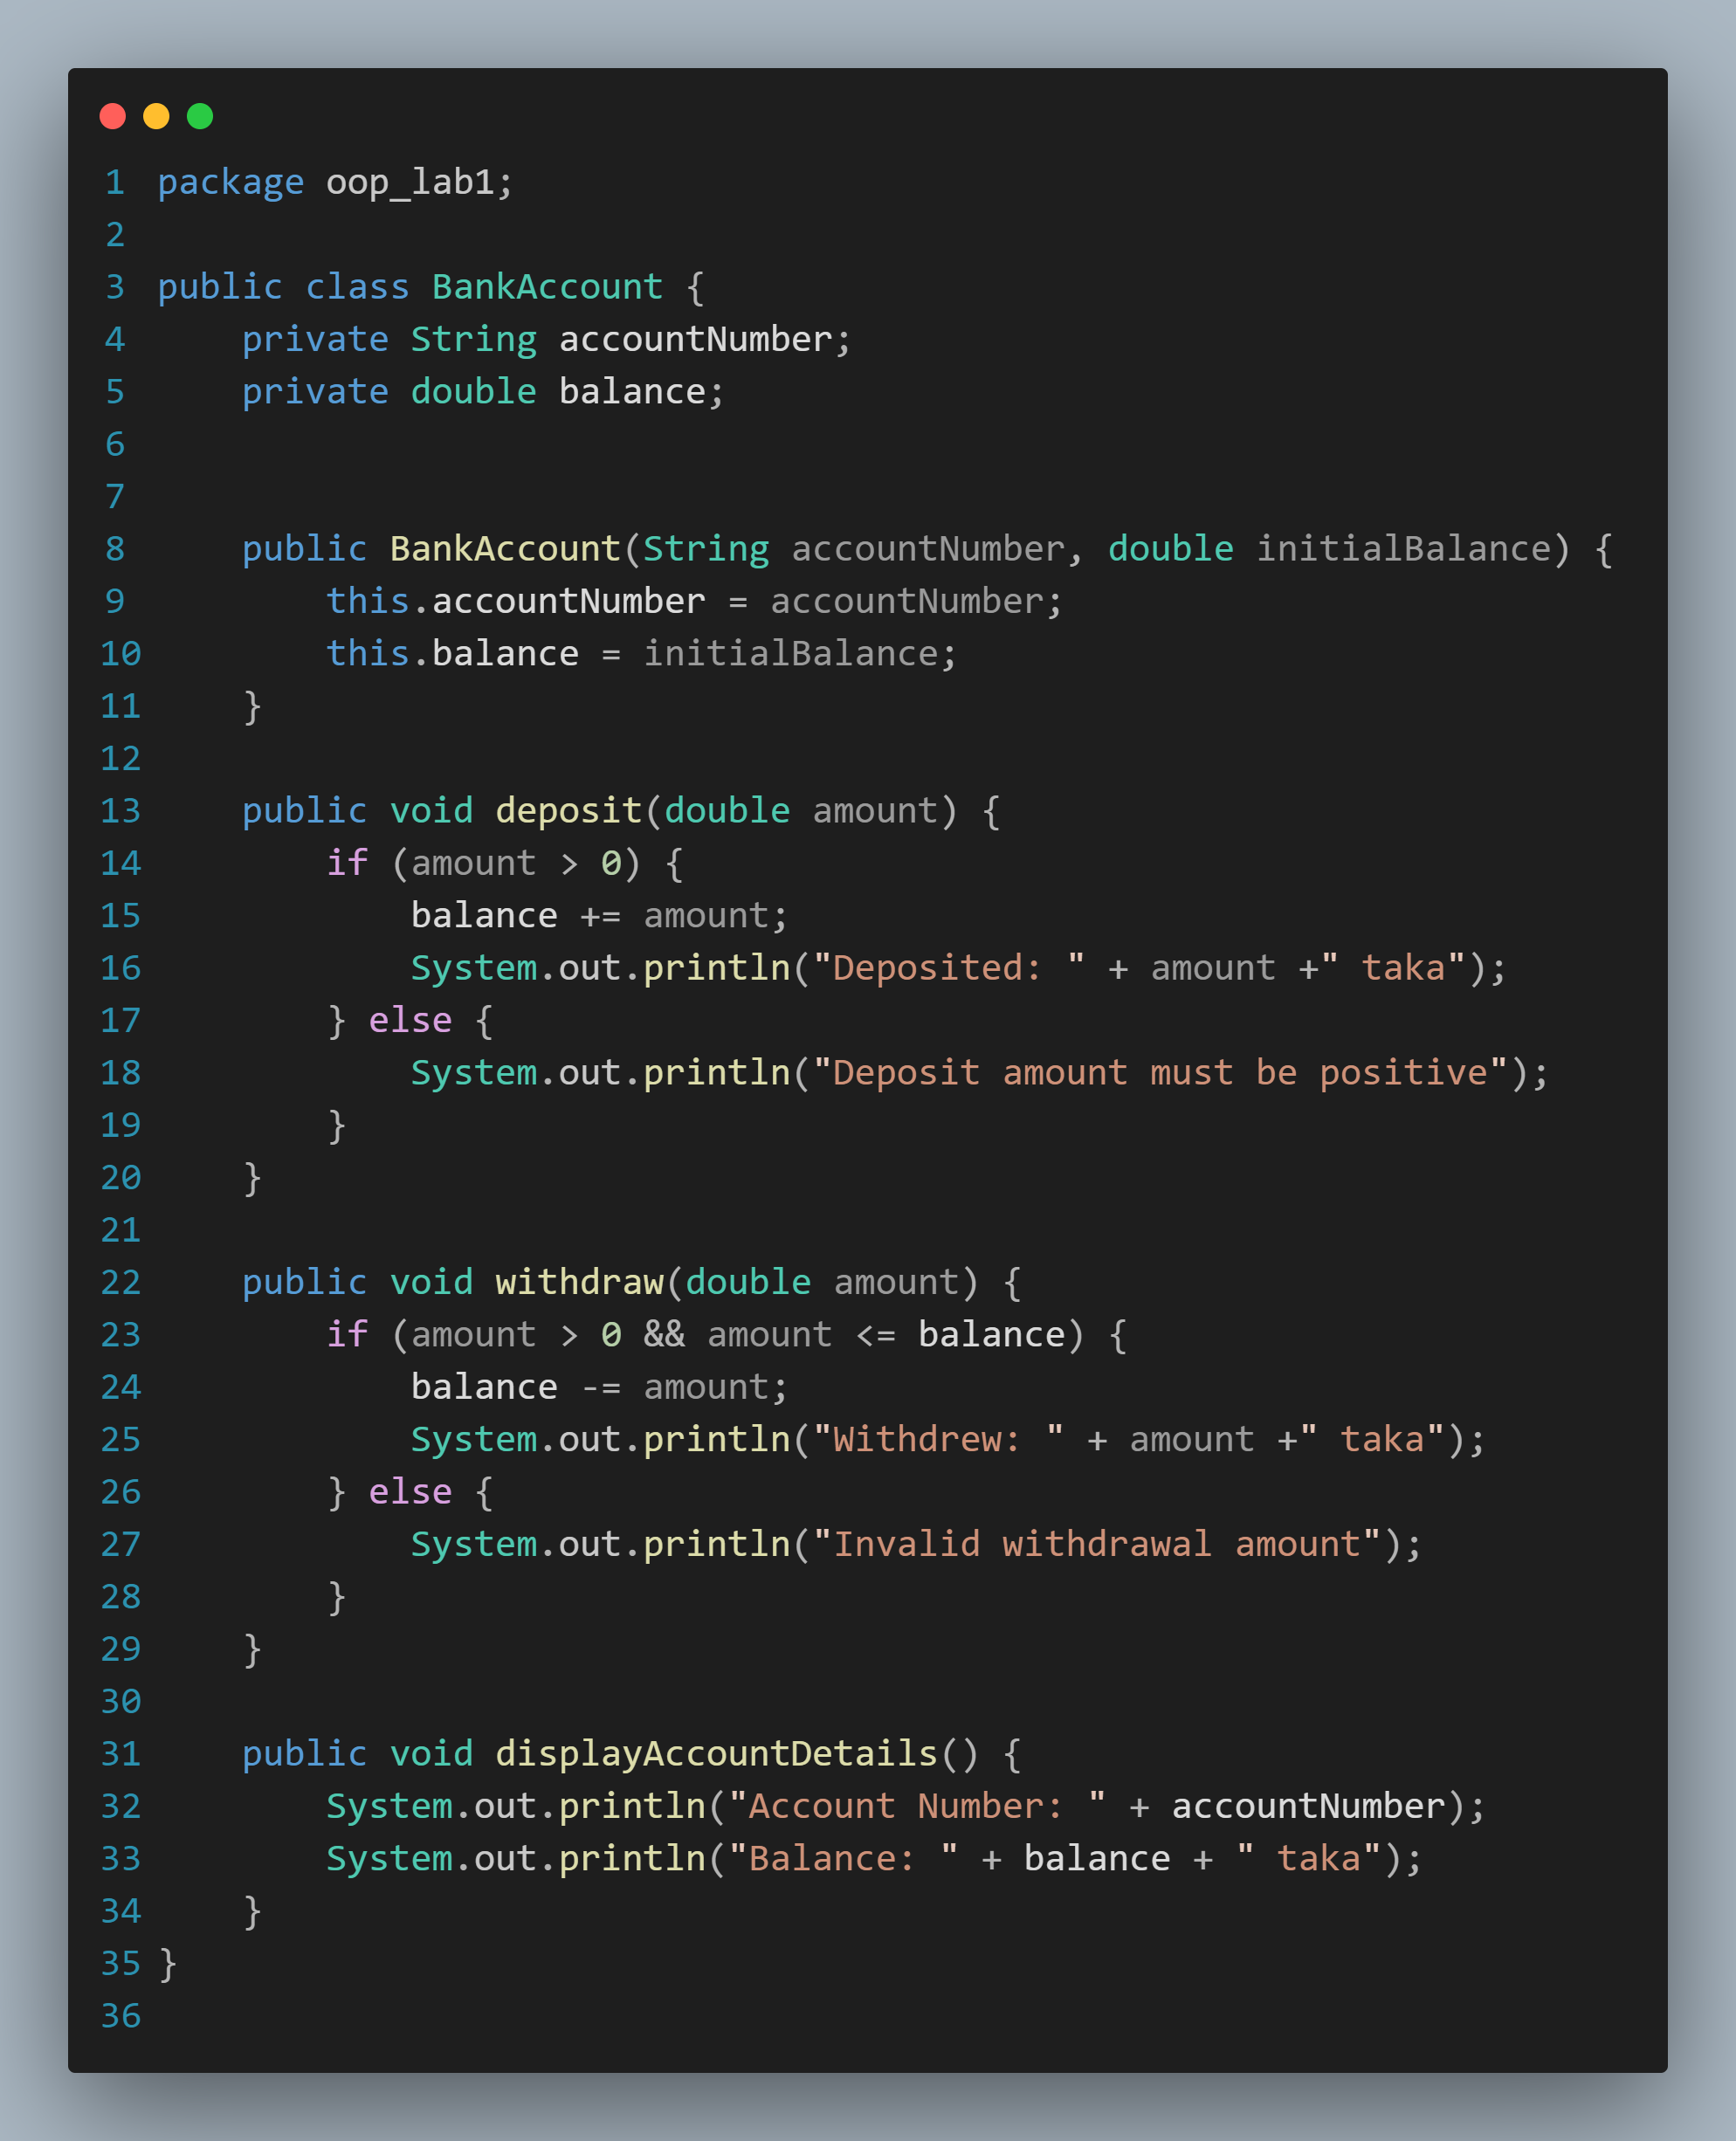 1 package oop_lab1;
2
3 public class BankAccount {
4     private String accountNumber;
5     private double balance;
6
7
8     public BankAccount(String accountNumber, double initialBalance) {
9         this.accountNumber = accountNumber;
10         this.balance = initialBalance;
11     }
12
13     public void deposit(double amount) {
14         if (amount > 0) {
15             balance += amount;
16             System.out.println("Deposited: " + amount +" taka");
17         } else {
18             System.out.println("Deposit amount must be positive");
19         }
20     }
21
22     public void withdraw(double amount) {
23         if (amount > 0 && amount <= balance) {
24             balance -= amount;
25             System.out.println("Withdrew: " + amount +" taka");
26         } else {
27             System.out.println("Invalid withdrawal amount");
28         }
29     }
30
31     public void displayAccountDetails() {
32         System.out.println("Account Number: " + accountNumber);
33         System.out.println("Balance: " + balance + " taka");
34     }
35 }
36